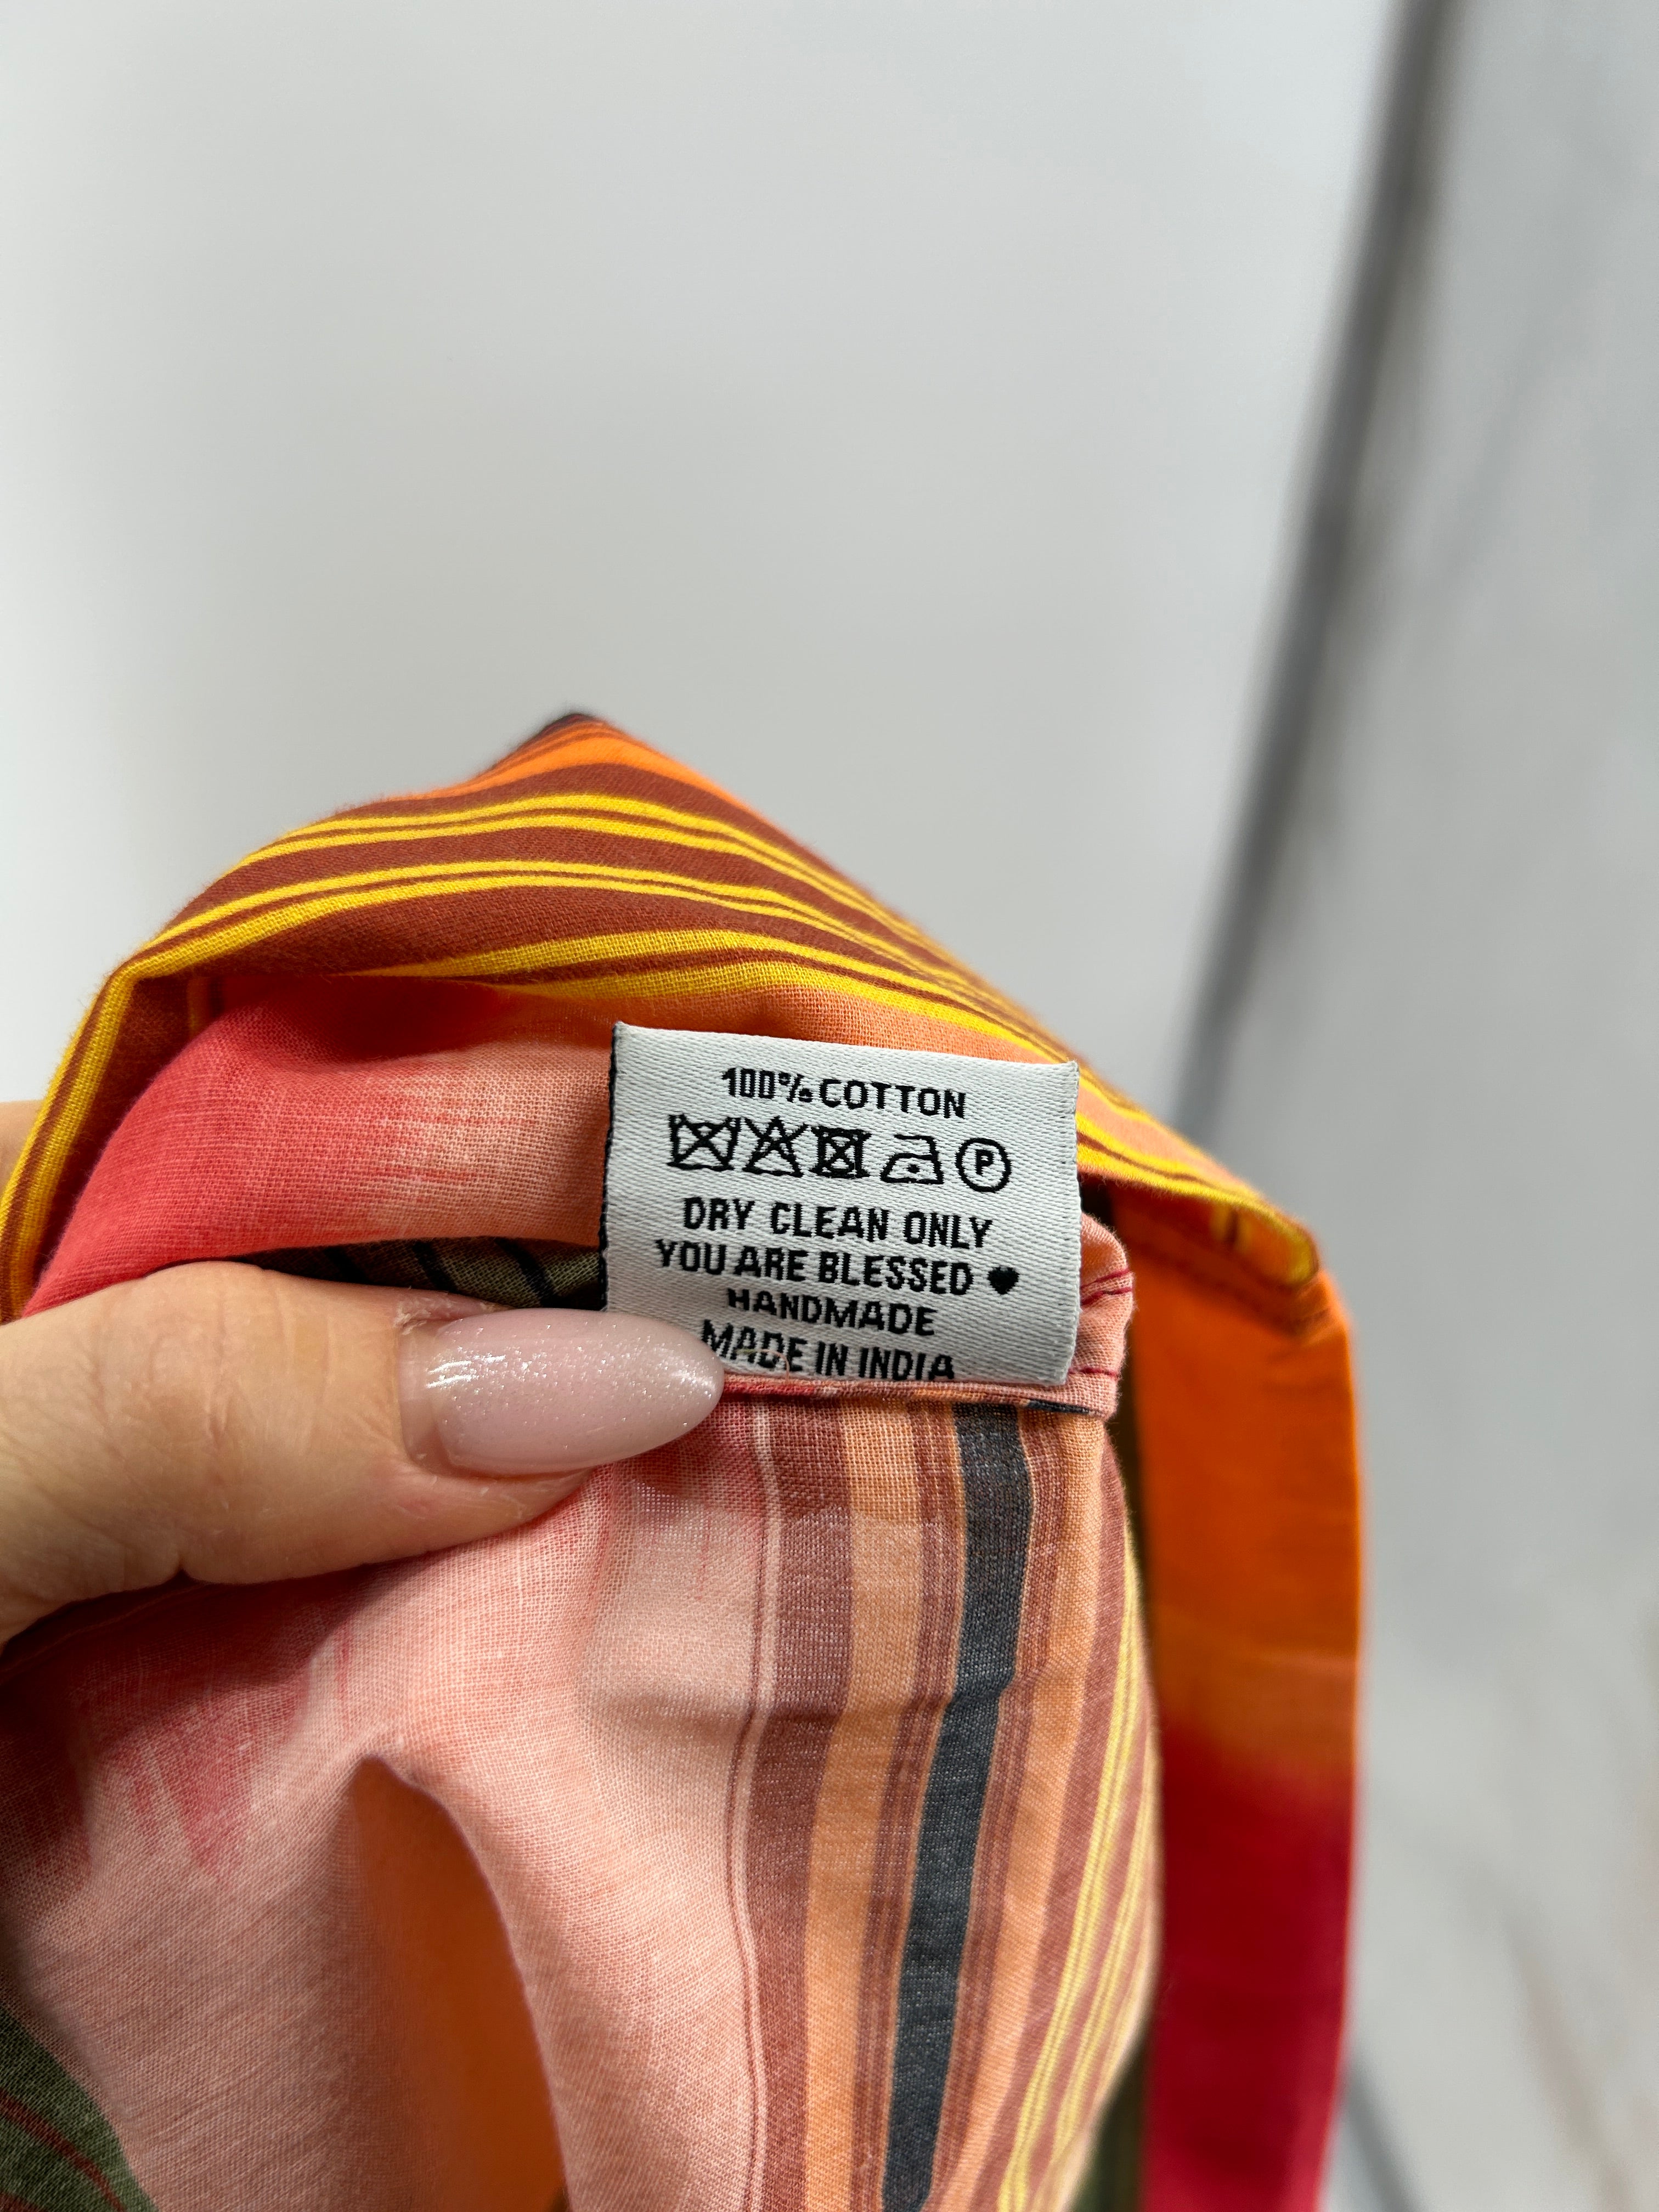 100% COTTON
P
DRY CLEAN ONLY
YOU ARE BLESSED ♥
HANDMADE
MADE IN INDIA